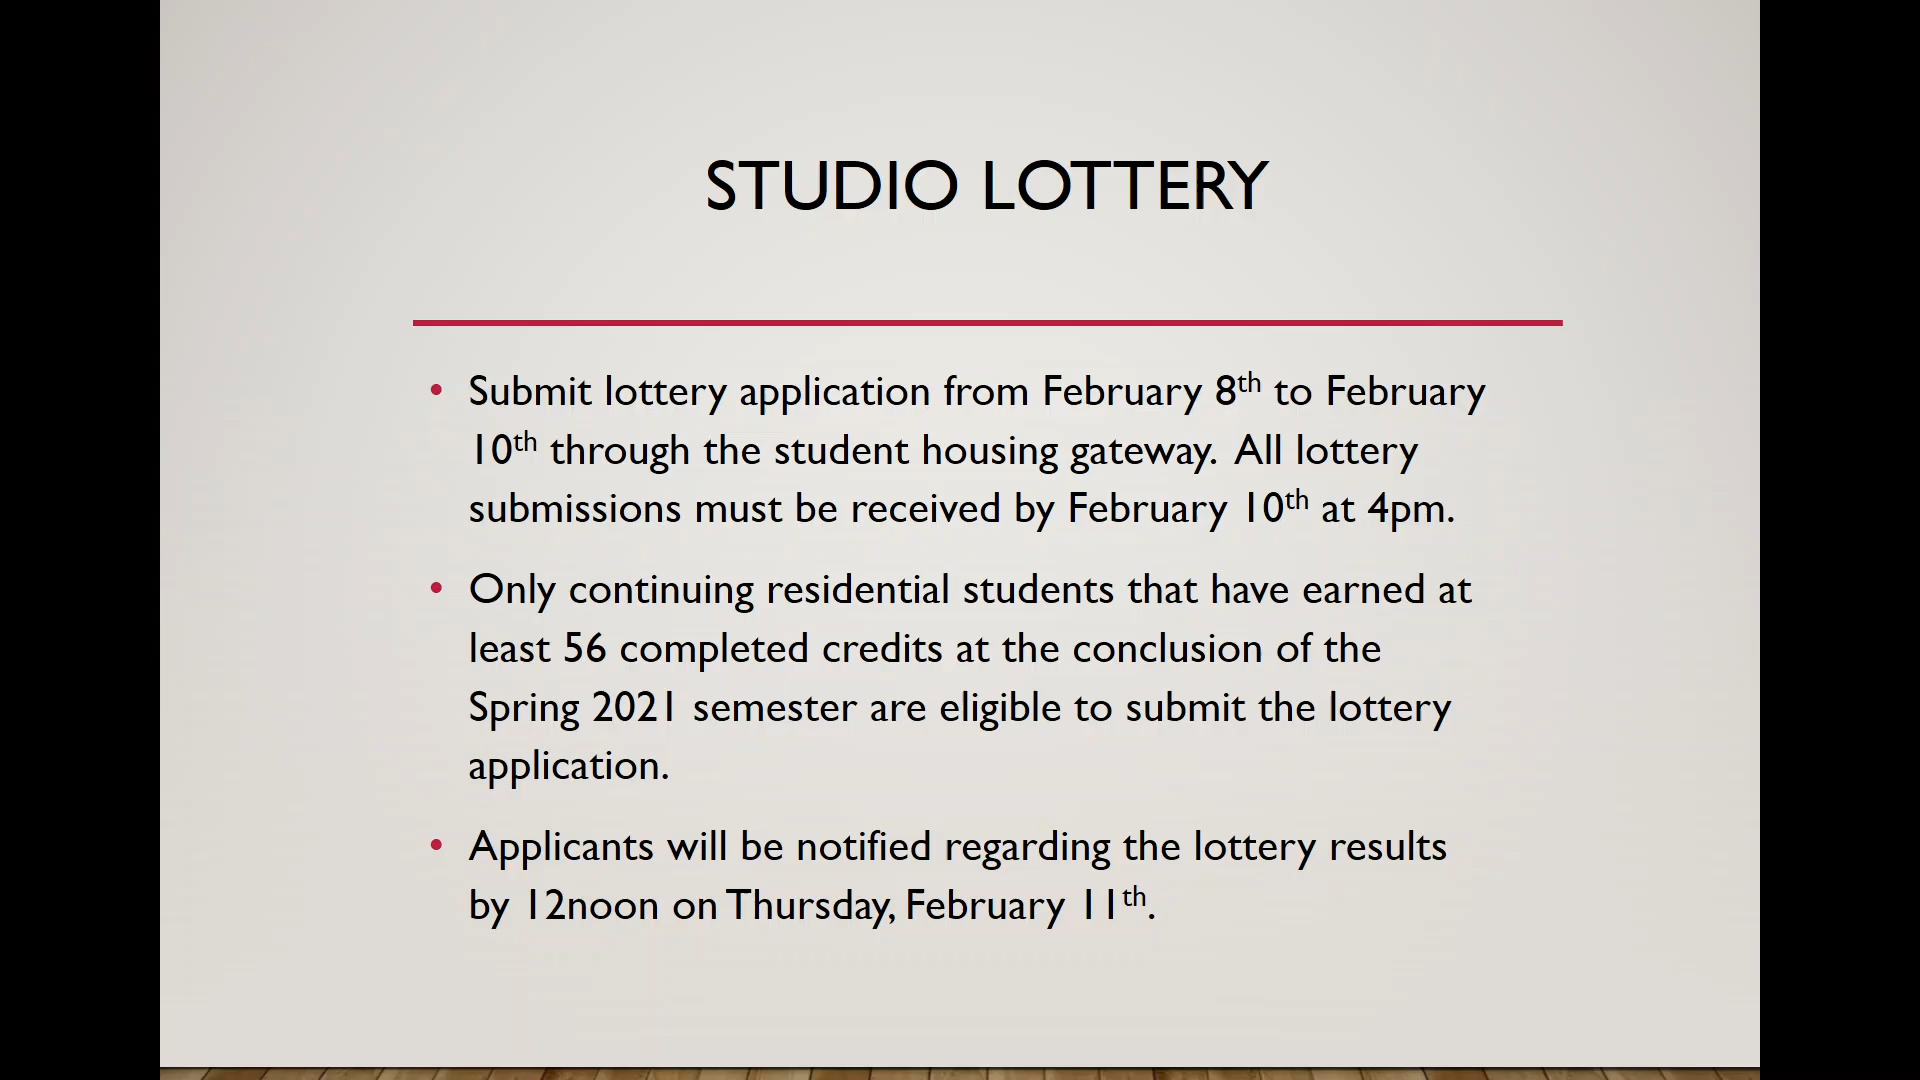 STUDIO LOTTERY
• Submit lottery application from February 8th to February
10th through the student housing gateway. All lottery
submissions must be received by February 10th at 4pm.
• Only continuing residential students that have earned at
least 56 completed credits at the conclusion of the
Spring 2021 semester are eligible to submit the lottery
application.
• Applicants will be notified regarding the lottery results
by 12noon on Thursday, February 11th.